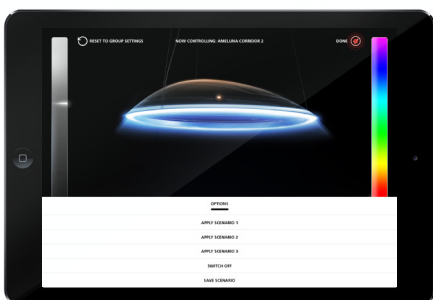 RESET TO GROUP SETTINGS
NOW CONTROLLING: AMELUNA CORRIDOR 2
DONE
OPTIONS
APPLY SCENARIO 1
APPLY SCENARIO 2
APPLY SCENARIO 3
SWITCH OFF
SAVE SCENARIO